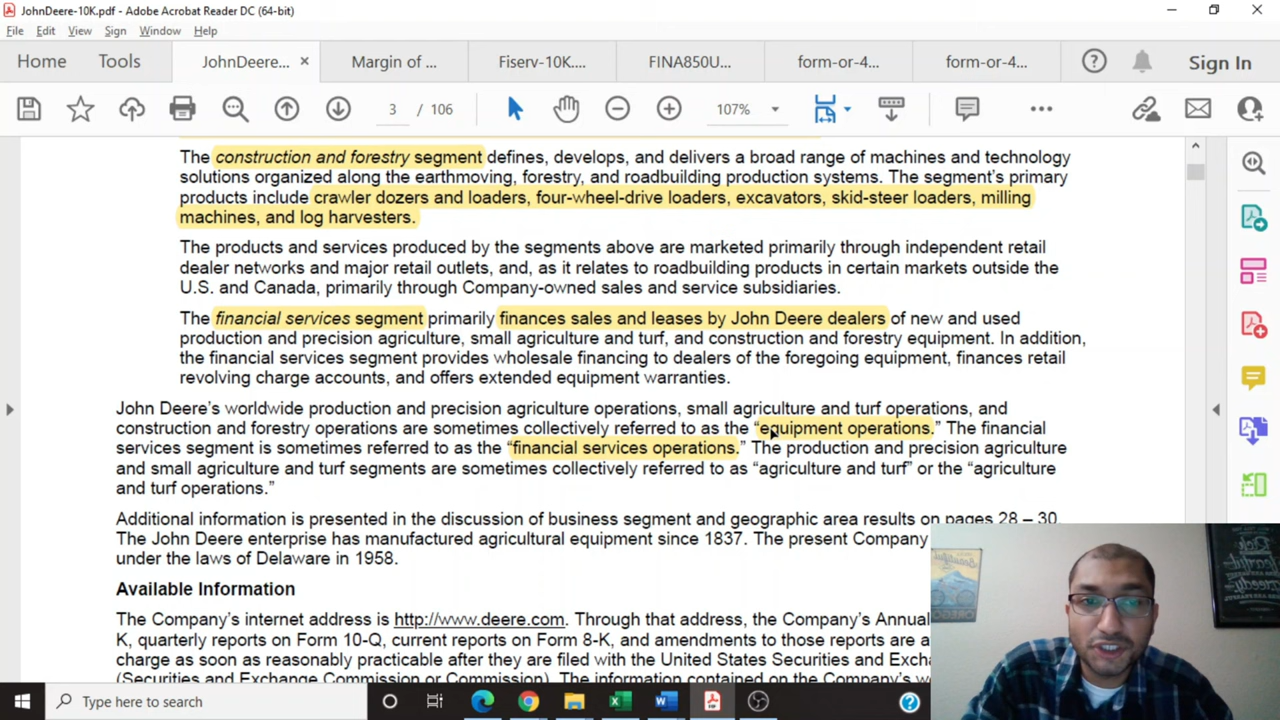 JohnDeere-10K.pdf - Adobe Acrobat Reader DC (64-bit)
File Edit View Sign Window Help
Home Tools JohnDeere... × Margin of ... Fiserv-10K.... FINA850U... form-or-4... form-or-4... Sign In
3 / 106 107%
The construction and forestry segment defines, develops, and delivers a broad range of machines and technology
solutions organized along the earthmoving, forestry, and roadbuilding production systems. The segment's primary
products include crawler dozers and loaders, four-wheel-drive loaders, excavators, skid-steer loaders, milling
machines, and log harvesters.
The products and services produced by the segments above are marketed primarily through independent retail
dealer networks and major retail outlets, and, as it relates to roadbuilding products in certain markets outside the
U.S. and Canada, primarily through Company-owned sales and service subsidiaries.
The financial services segment primarily finances sales and leases by John Deere dealers of new and used
production and precision agriculture, small agriculture and turf, and construction and forestry equipment. In addition,
the financial services segment provides wholesale financing to dealers of the foregoing equipment, finances retail
revolving charge accounts, and offers extended equipment warranties.
John Deere's worldwide production and precision agriculture operations, small agriculture and turf operations, and
construction and forestry operations are sometimes collectively referred to as the “equipment operations.” The financial
services segment is sometimes referred to as the “financial services operations.” The production and precision agriculture
and small agriculture and turf segments are sometimes collectively referred to as “agriculture and turf” or the “agriculture
and turf operations.”
Additional information is presented in the discussion of business segment and geographic area results on pages 28 – 30.
The John Deere enterprise has manufactured agricultural equipment since 1837. The present Company
under the laws of Delaware in 1958.
Available Information
The Company's internet address is http://www.deere.com. Through that address, the Company's Annual
K, quarterly reports on Form 10-Q, current reports on Form 8-K, and amendments to those reports are a
charge as soon as reasonably practicable after they are filed with the United States Securities and Excha
(Securities and Exchange Commission or Commission). The information contained on the Company's w
Type here to search